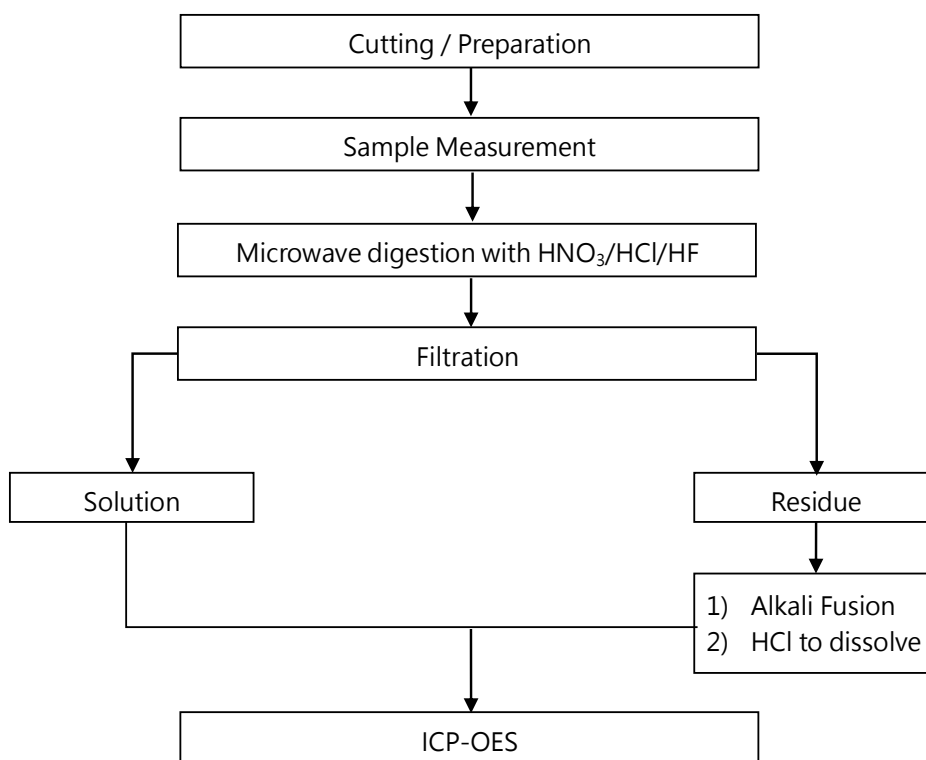 Cutting / Preparation
Sample Measurement
Microwave digestion with HNO₃/HCl/HF
Filtration
Solution
Residue
1) Alkali Fusion
2) HCl to dissolve
ICP-OES